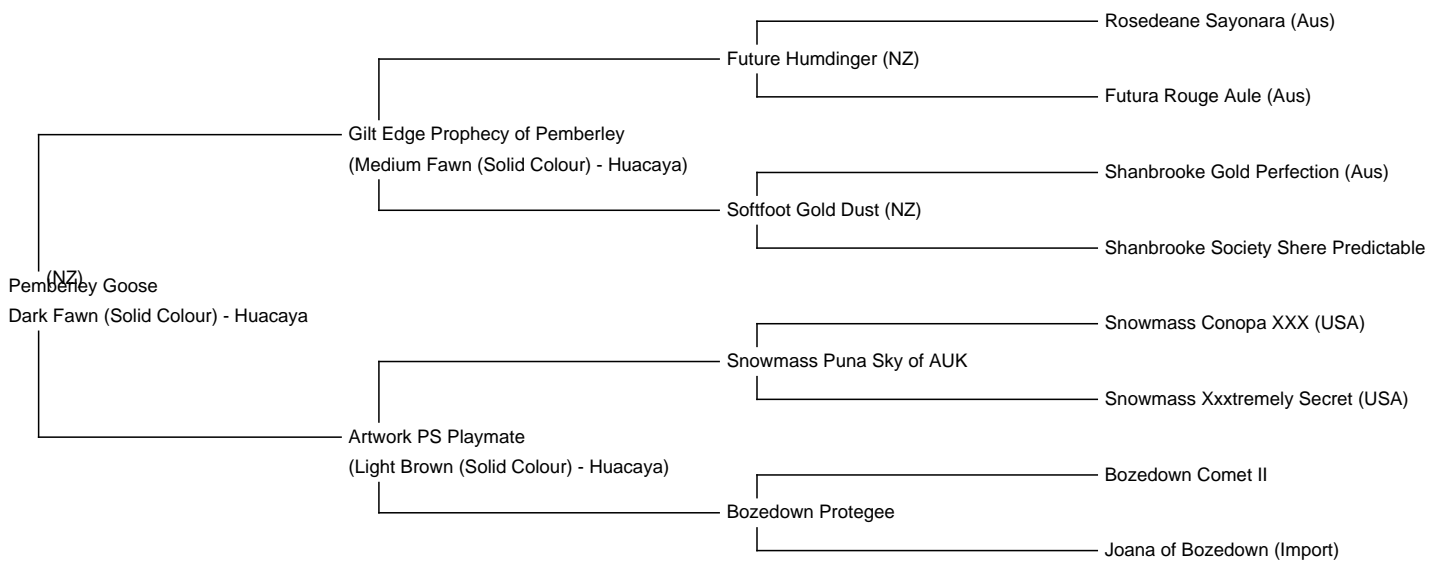 Rosedeane Sayonara (Aus)
Future Humdinger (NZ)
Futura Rouge Aule (Aus)
Gilt Edge Prophecy of Pemberley
(Medium Fawn (Solid Colour) - Huacaya)
Shanbrooke Gold Perfection (Aus)
Softfoot Gold Dust (NZ)
Shanbrooke Society Shere Predictable
(NZ)
Pemberley Goose
Dark Fawn (Solid Colour) - Huacaya
Snowmass Conopa XXX (USA)
Snowmass Puna Sky of AUK
Snowmass Xxxtremely Secret (USA)
Artwork PS Playmate
(Light Brown (Solid Colour) - Huacaya)
Bozedown Comet II
Bozedown Protegee
Joana of Bozedown (Import)